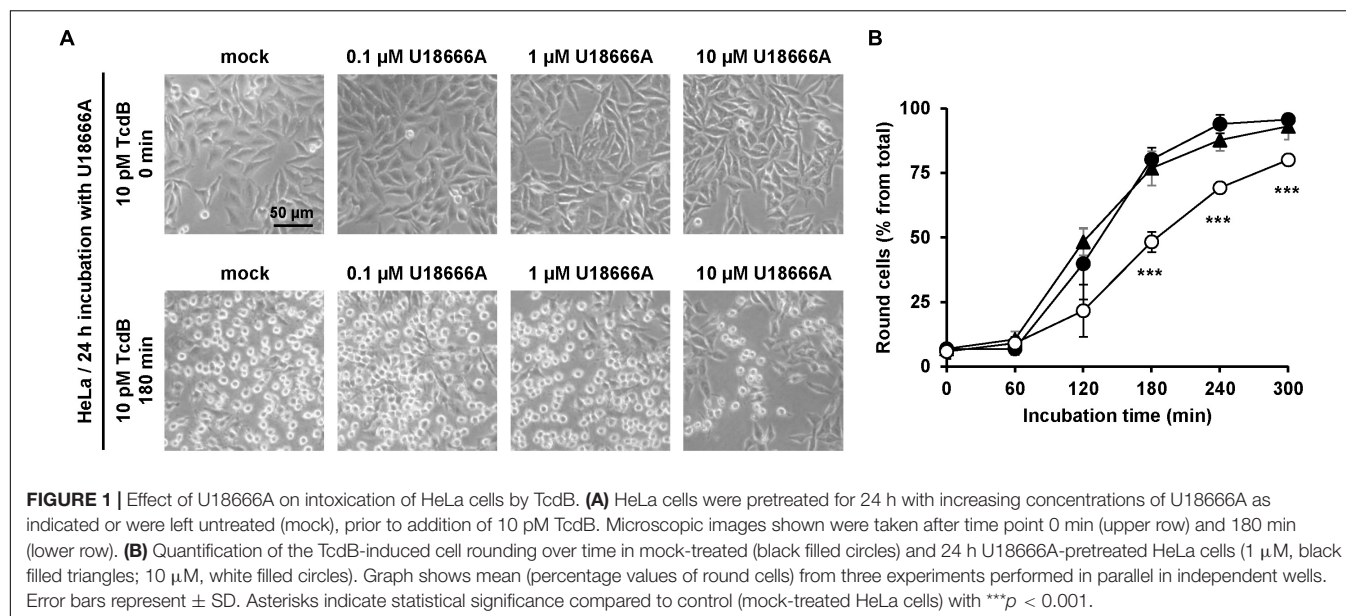 A
mock
0.1 µM U18666A
1 µM U18666A
10 µM U18666A
HeLa / 24 h incubation with U18666A
10 pM TcdB
0 min
50 µm
mock
0.1 µM U18666A
1 µM U18666A
10 µM U18666A
10 pM TcdB
180 min
B
Round cells (% from total)
100
75
50
25
0
***
***
***
0 60 120 180 240 300
Incubation time (min)
FIGURE 1 | Effect of U18666A on intoxication of HeLa cells by TcdB. (A) HeLa cells were pretreated for 24 h with increasing concentrations of U18666A as
indicated or were left untreated (mock), prior to addition of 10 pM TcdB. Microscopic images shown were taken after time point 0 min (upper row) and 180 min
(lower row). (B) Quantification of the TcdB-induced cell rounding over time in mock-treated (black filled circles) and 24 h U18666A-pretreated HeLa cells (1 µM, black
filled triangles; 10 µM, white filled circles). Graph shows mean (percentage values of round cells) from three experiments performed in parallel in independent wells.
Error bars represent ± SD. Asterisks indicate statistical significance compared to control (mock-treated HeLa cells) with ***p < 0.001.